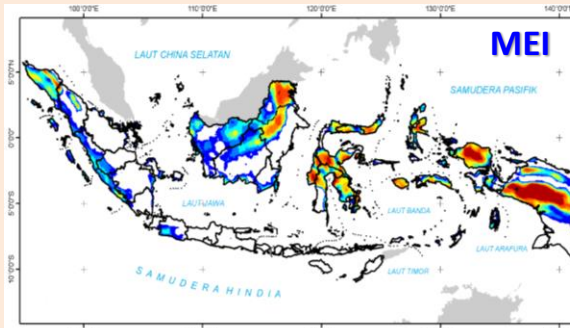 100°0'0"E 110°0'0"E 120°0'0"E 130°0'0"E 140°0'
MEI
LAUT CHINA SELATAN
SAMUDERA PASIFIK
5°0'0"N
0°0'0"
5°0'0"S
10°0'0"S
LAUT JAWA
LAUT BANDA
LAUT ARAFURA
LAUT TIMOR
SAMUDERA HINDIA